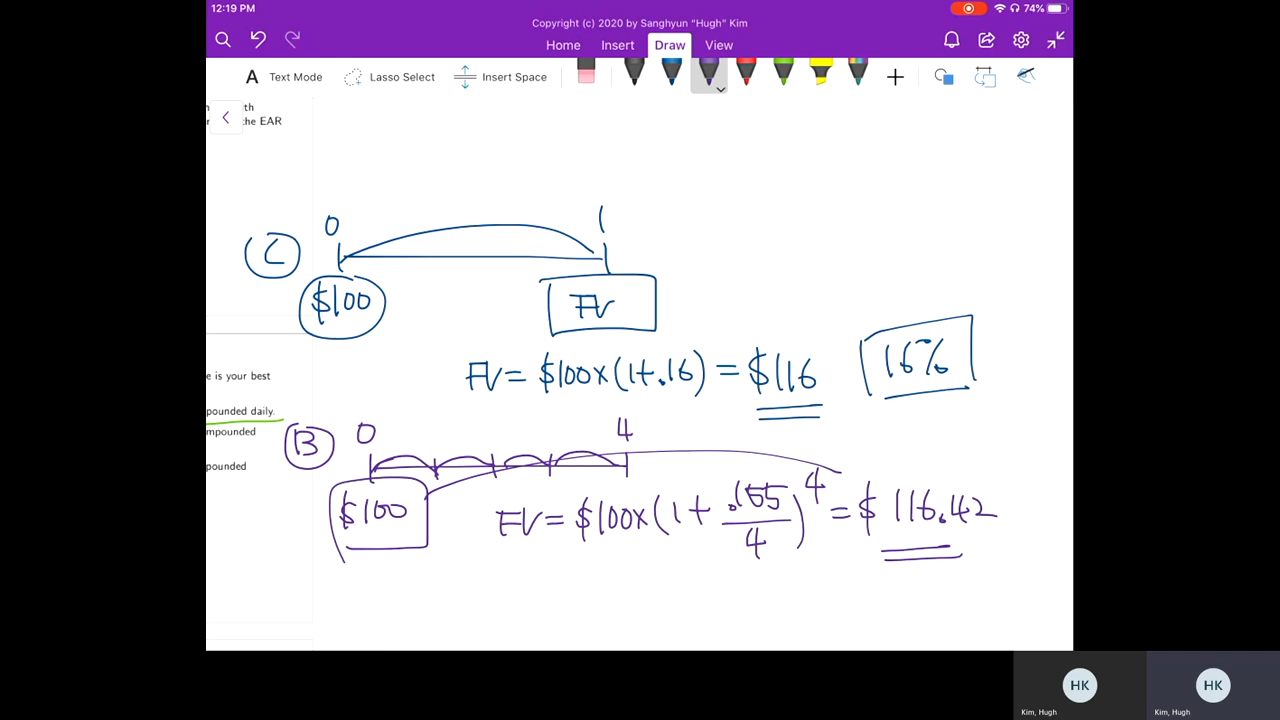 12:19 PM
74%
Copyright (c) 2020 by Sanghyun "Hugh" Kim
Home Insert Draw View
A Text Mode Lasso Select Insert Space
th
the EAR
0 1
C
$100 FV
FV = $100x(1+.16) = $116 16%
e is your best
pounded daily.
mpounded
pounded
B 0 4
$100 FV = $100x(1+ .155/4)^4 = $116.42
HK HK
Kim, Hugh Kim, Hugh